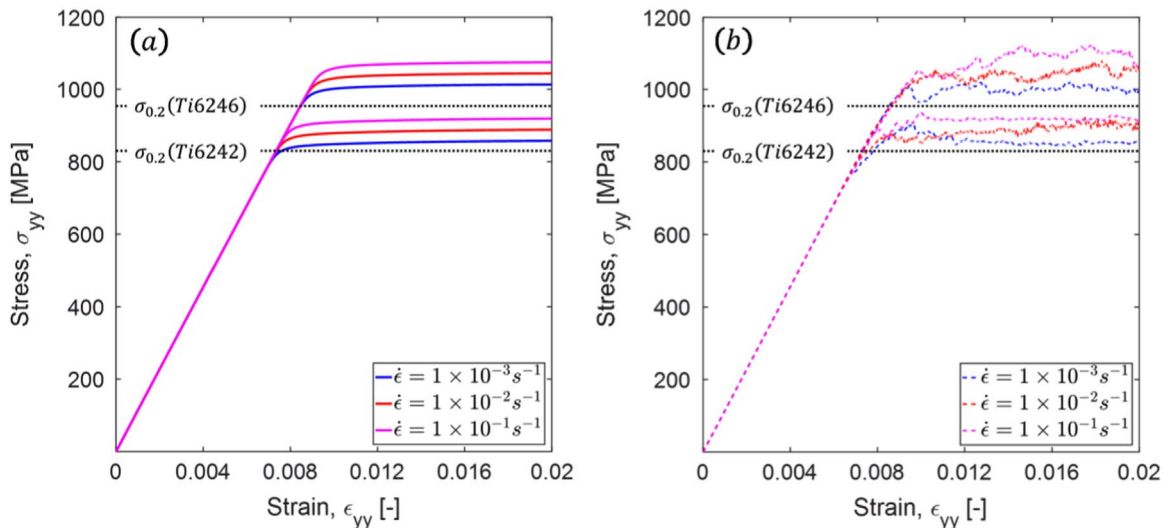 (a)
1200
1000
800
600
400
200
0
0.004
0.008
0.012
0.016
0.02
Stress, σyy [MPa]
Strain, ϵyy [-]
σ0.2(Ti6246)
σ0.2(Ti6242)
ϵ̇ = 1 × 10⁻³s⁻¹
ϵ̇ = 1 × 10⁻²s⁻¹
ϵ̇ = 1 × 10⁻¹s⁻¹
(b)
1200
1000
800
600
400
200
0
0.004
0.008
0.012
0.016
0.02
Stress, σyy [MPa]
Strain, ϵyy [-]
σ0.2(Ti6246)
σ0.2(Ti6242)
ϵ̇ = 1 × 10⁻³s⁻¹
ϵ̇ = 1 × 10⁻²s⁻¹
ϵ̇ = 1 × 10⁻¹s⁻¹